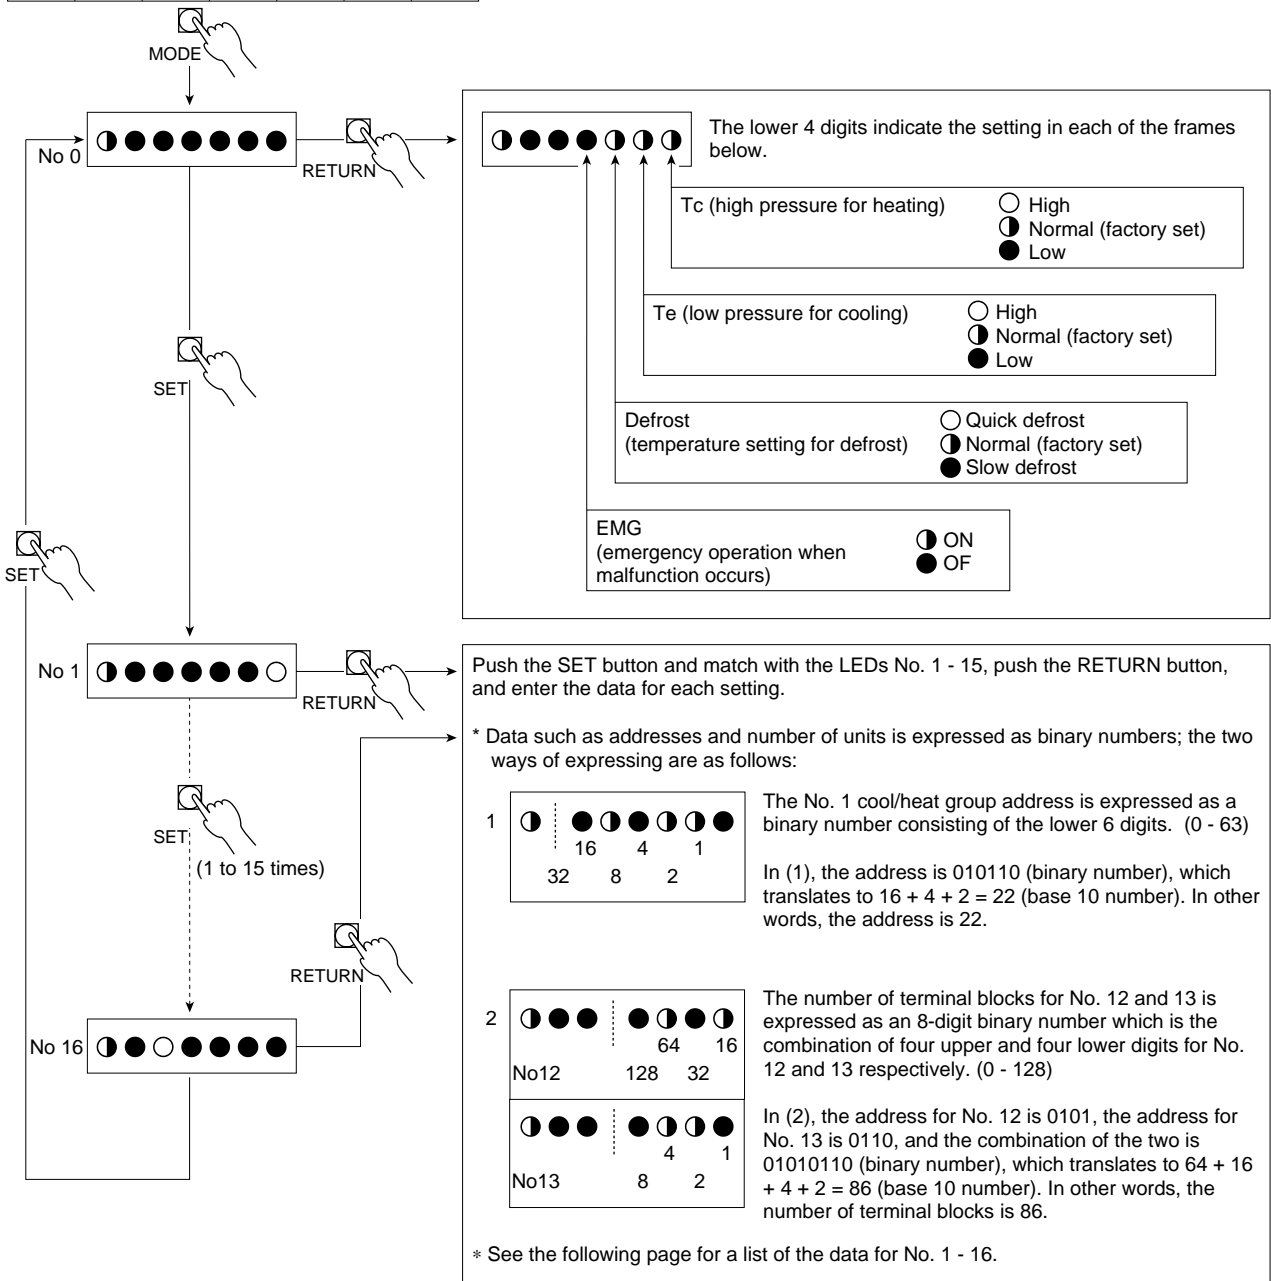 MODE
No 0
RETURN
The lower 4 digits indicate the setting in each of the frames
below.
Tc (high pressure for heating)
High
Normal (factory set)
Low
Te (low pressure for cooling)
High
Normal (factory set)
Low
SET
Defrost
(temperature setting for defrost)
Quick defrost
Normal (factory set)
Slow defrost
EMG
(emergency operation when
malfunction occurs)
ON
OF
SET
No 1
RETURN
Push the SET button and match with the LEDs No. 1 - 15, push the RETURN button,
and enter the data for each setting.
* Data such as addresses and number of units is expressed as binary numbers; the two
ways of expressing are as follows:
SET
(1 to 15 times)
1
16 4 1
32 8 2
The No. 1 cool/heat group address is expressed as a
binary number consisting of the lower 6 digits. (0 - 63)
In (1), the address is 010110 (binary number), which
translates to 16 + 4 + 2 = 22 (base 10 number). In other
words, the address is 22.
RETURN
No 16
2
64 16
No12 128 32
4 1
No13 8 2
The number of terminal blocks for No. 12 and 13 is
expressed as an 8-digit binary number which is the
combination of four upper and four lower digits for No.
12 and 13 respectively. (0 - 128)
In (2), the address for No. 12 is 0101, the address for
No. 13 is 0110, and the combination of the two is
01010110 (binary number), which translates to 64 + 16
+ 4 + 2 = 86 (base 10 number). In other words, the
number of terminal blocks is 86.
* See the following page for a list of the data for No. 1 - 16.